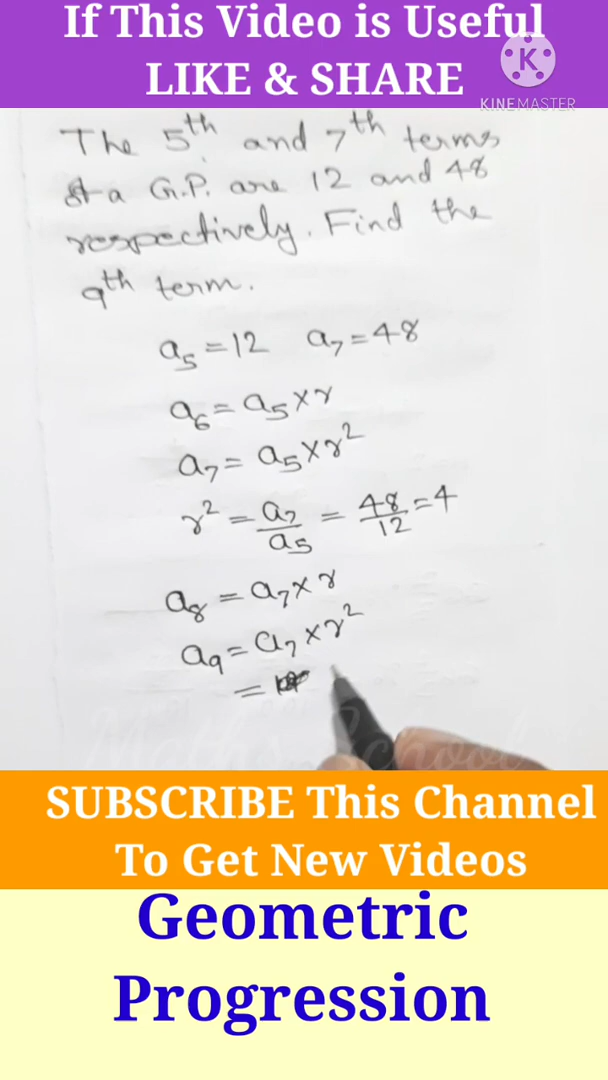 If This Video is Useful
LIKE & SHARE
KINEMASTER
The 5th and 7th terms
of a G.P. are 12 and 48
respectively. Find the
9th term.
a5 = 12 a7 = 48
a6 = a5 × r
a7 = a5 × r²
r² = a7/a5 = 48/12 = 4
a8 = a7 × r
a9 = a7 × r²
=
Maths School
SUBSCRIBE This Channel
To Get New Videos
Geometric
Progression